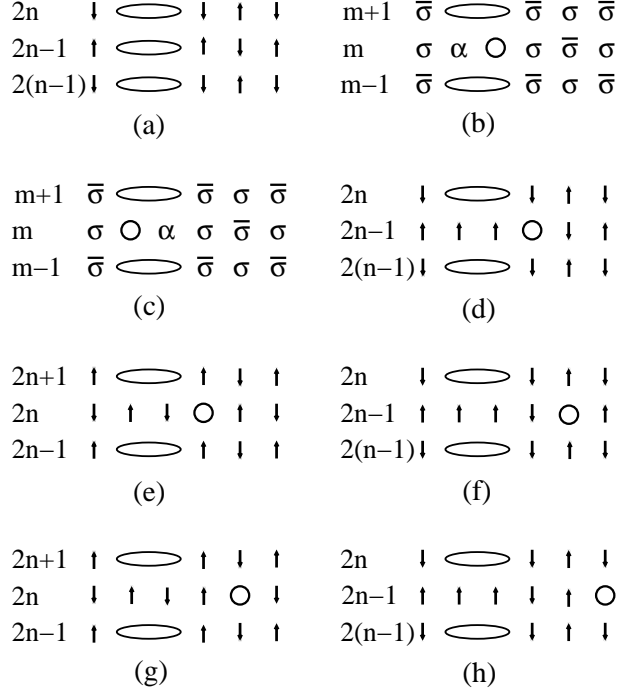 2n
2n−1
2(n−1)
(a)
m+1 σ̅ σ̅ σ σ̅
m σ α σ σ̅ σ
m−1 σ̅ σ̅ σ σ̅
(b)
m+1 σ̅ σ̅ σ σ̅
m σ α σ σ̅ σ
m−1 σ̅ σ̅ σ σ̅
(c)
2n
2n−1
2(n−1)
(d)
2n+1
2n
2n−1
(e)
2n
2n−1
2(n−1)
(f)
2n+1
2n
2n−1
(g)
2n
2n−1
2(n−1)
(h)